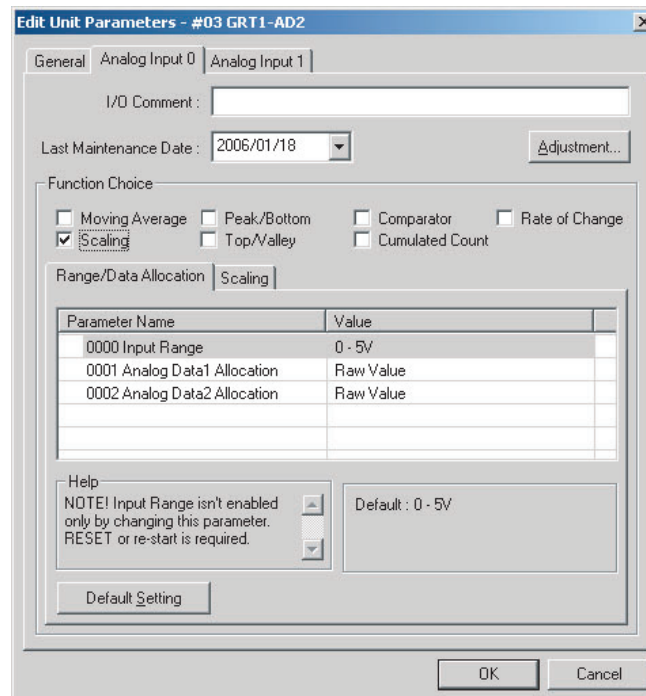 Edit Unit Parameters - #03 GRT1-AD2
General Analog Input 0 Analog Input 1
I/O Comment :
Last Maintenance Date : 2006/01/18 Adjustment...
Function Choice
Moving Average Peak/Bottom Comparator Rate of Change
Scaling Top/Valley Cumulated Count
Range/Data Allocation Scaling
Parameter Name Value
0000 Input Range 0 - 5V
0001 Analog Data1 Allocation Raw Value
0002 Analog Data2 Allocation Raw Value
Help
NOTE! Input Range isn't enabled
only by changing this parameter.
RESET or re-start is required.
Default : 0 - 5V
Default Setting
OK Cancel